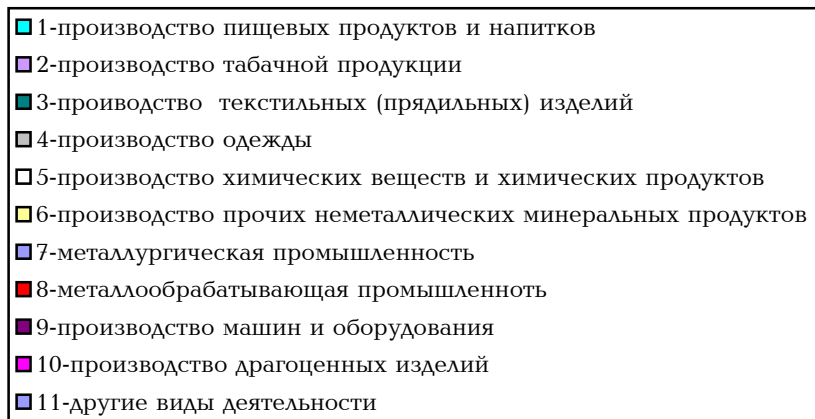 1-производство пищевых продуктов и напитков
2-производство табачной продукции
3-проиводство текстильных (прядильных) изделий
4-производство одежды
5-производство химических веществ и химических продуктов
6-производство прочих неметаллических минеральных продуктов
7-металлургическая промышленность
8-металлообрабатывающая промышленноть
9-производство машин и оборудования
10-производство драгоценных изделий
11-другие виды деятельности